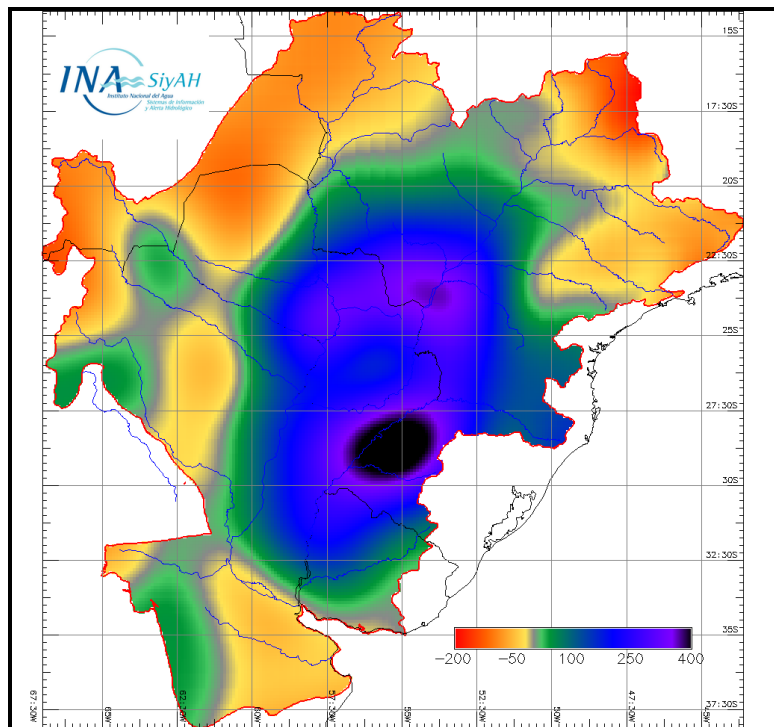 INA SiyAH
Instituto Nacional del Agua
Sistemas de Información
y Alerta Hidrológico
15S
17:30S
20S
22:30S
25S
27:30S
30S
32:30S
35S
37:30S
-200 -50 100 250 400
67:30W 65W 62:30W 60W 57:30W 55W 52:30W 50W 47:30W